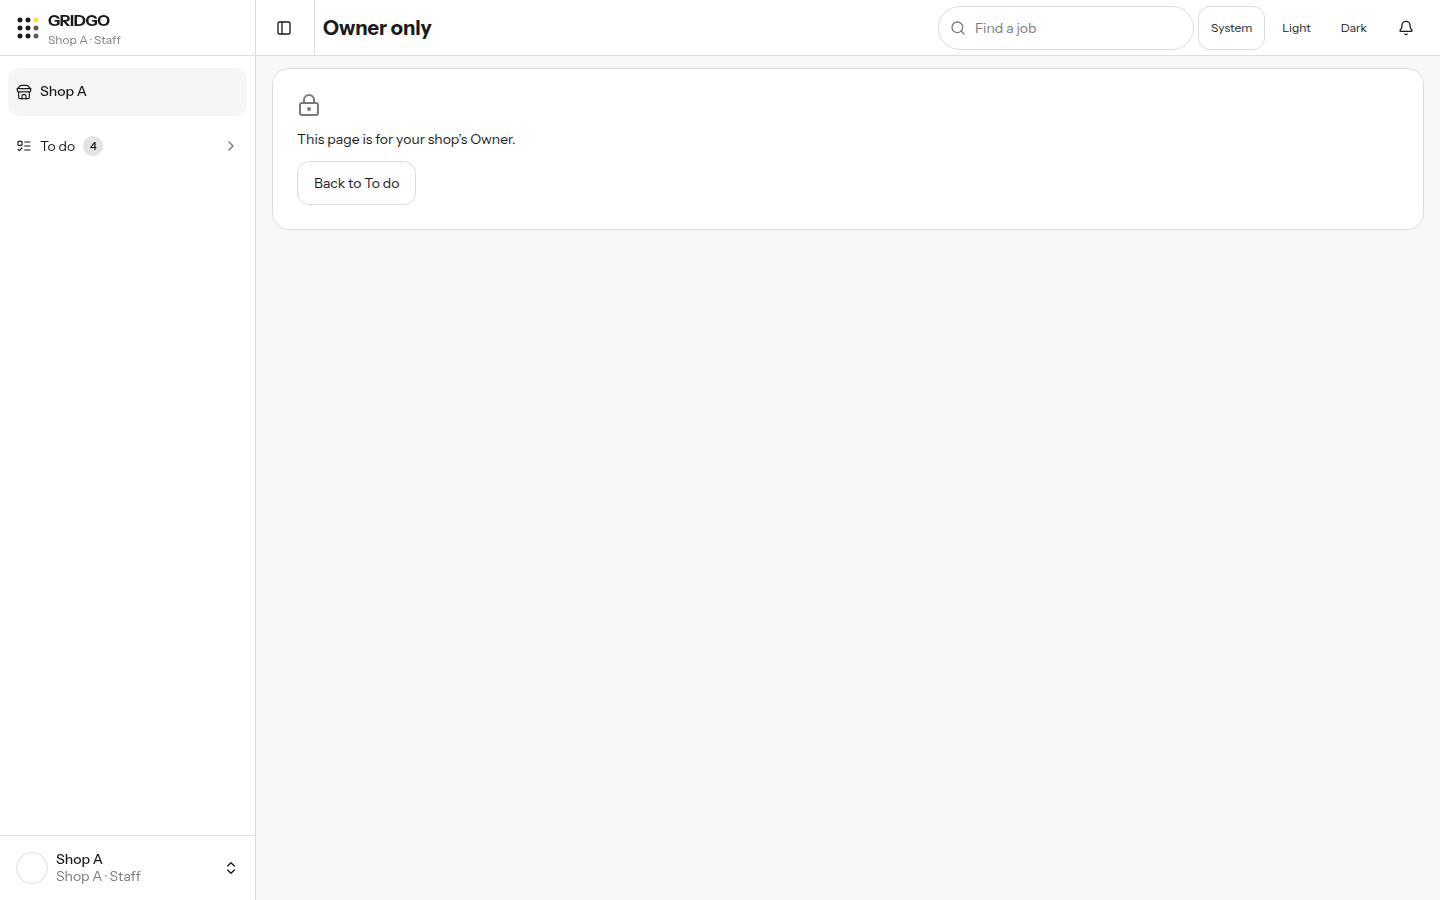 GRIDGO
Shop A · Staff
Owner only
Find a job
System
Light
Dark
Shop A
To do 4
This page is for your shop's Owner.
Back to To do
Shop A
Shop A · Staff